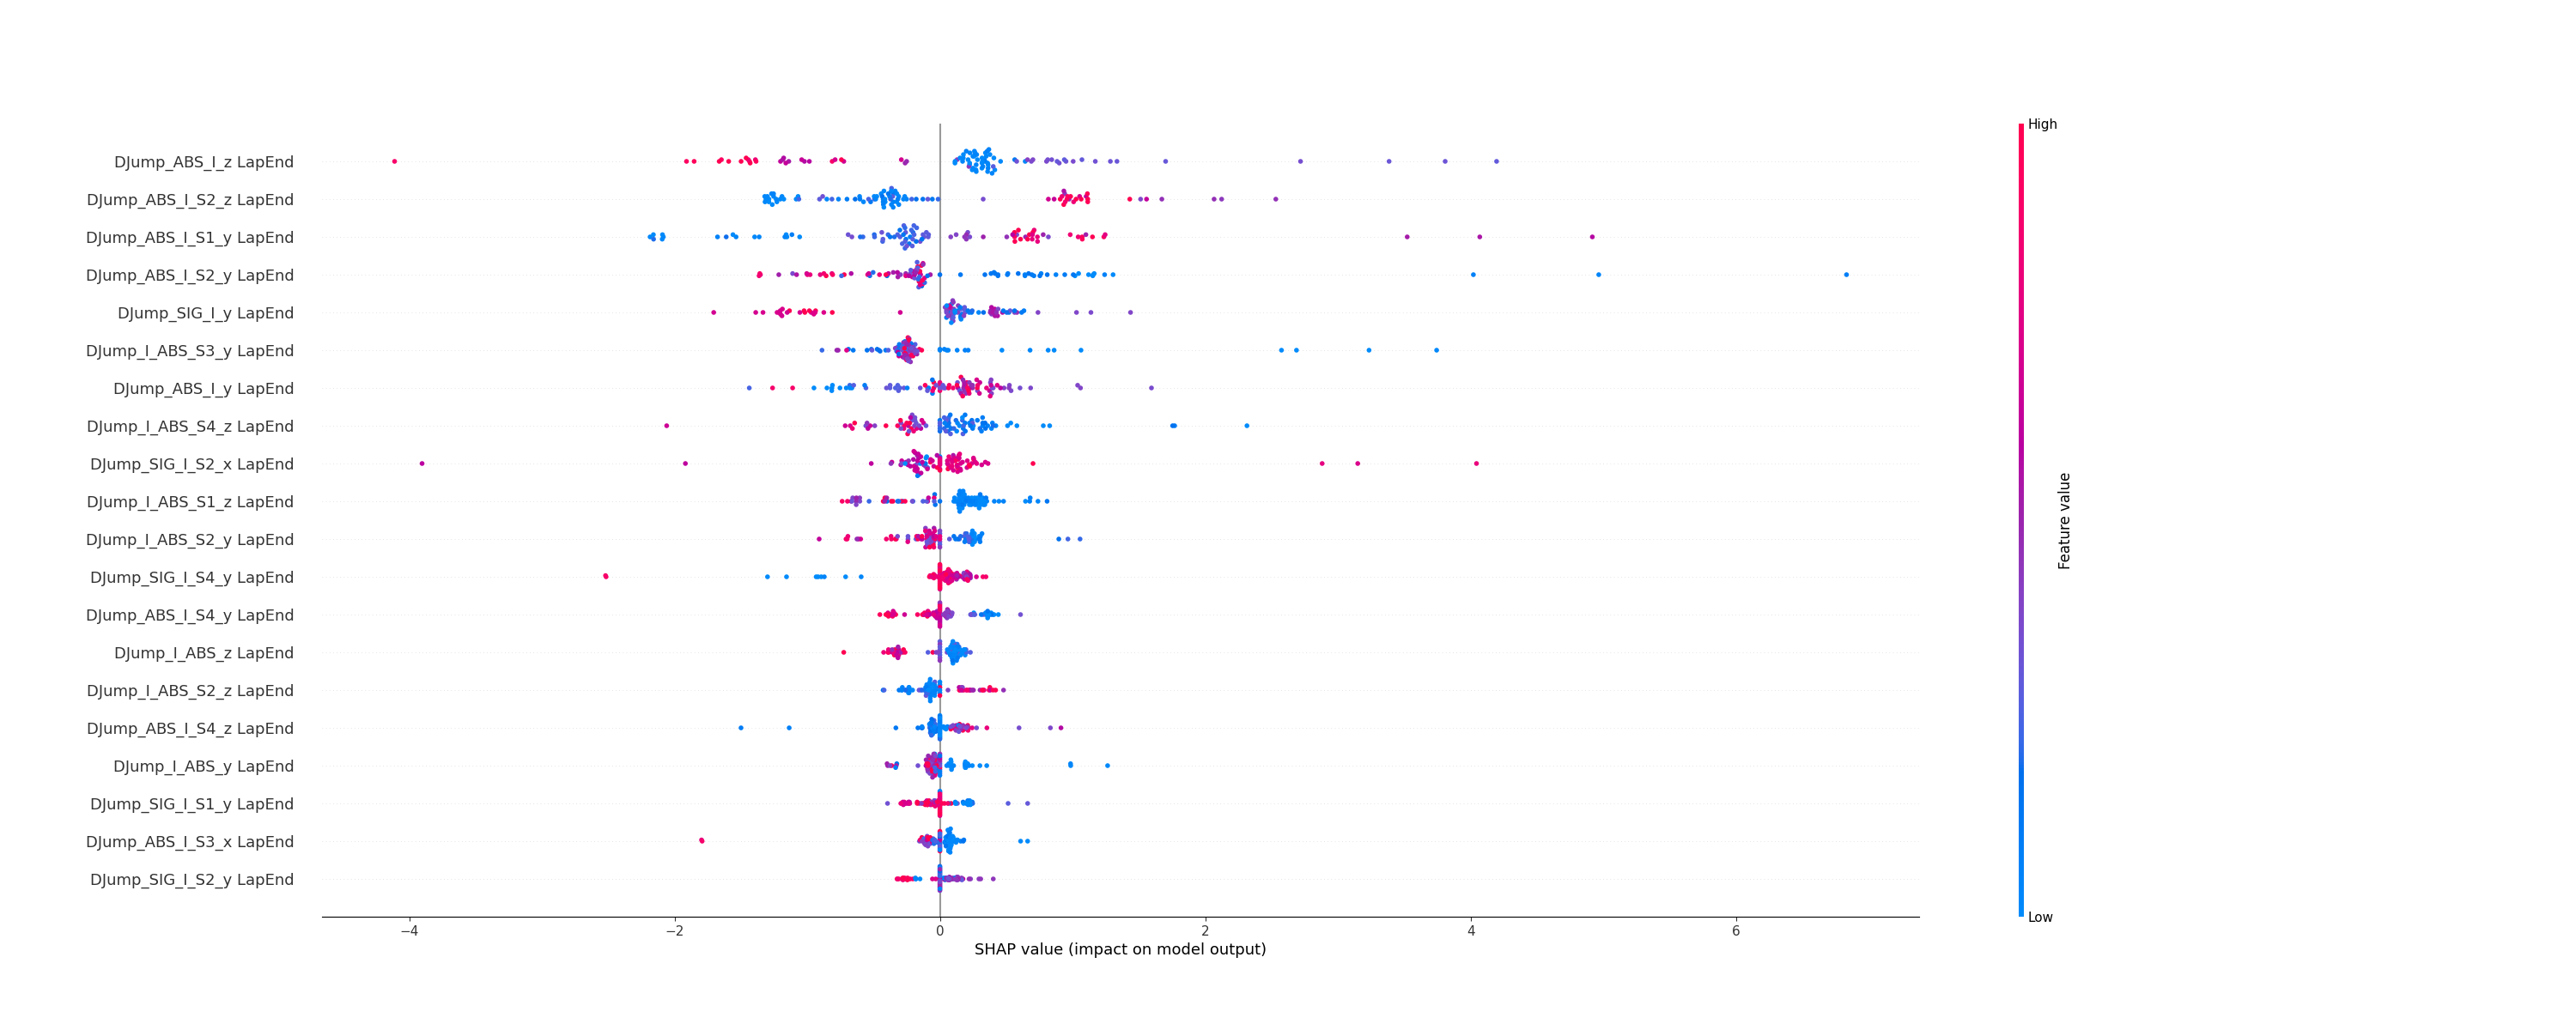 High
DJump_ABS_I_z LapEnd
DJump_ABS_I_S2_z LapEnd
DJump_ABS_I_S1_y LapEnd
DJump_ABS_I_S2_y LapEnd
DJump_SIG_I_y LapEnd
DJump_I_ABS_S3_y LapEnd
DJump_ABS_I_y LapEnd
DJump_I_ABS_S4_z LapEnd
DJump_SIG_I_S2_x LapEnd
DJump_I_ABS_S1_z LapEnd
DJump_I_ABS_S2_y LapEnd
DJump_SIG_I_S4_y LapEnd
DJump_ABS_I_S4_y LapEnd
DJump_I_ABS_z LapEnd
DJump_I_ABS_S2_z LapEnd
DJump_ABS_I_S4_z LapEnd
DJump_I_ABS_y LapEnd
DJump_SIG_I_S1_y LapEnd
DJump_ABS_I_S3_x LapEnd
DJump_SIG_I_S2_y LapEnd
Feature value
Low
−4 −2 0 2 4 6
SHAP value (impact on model output)